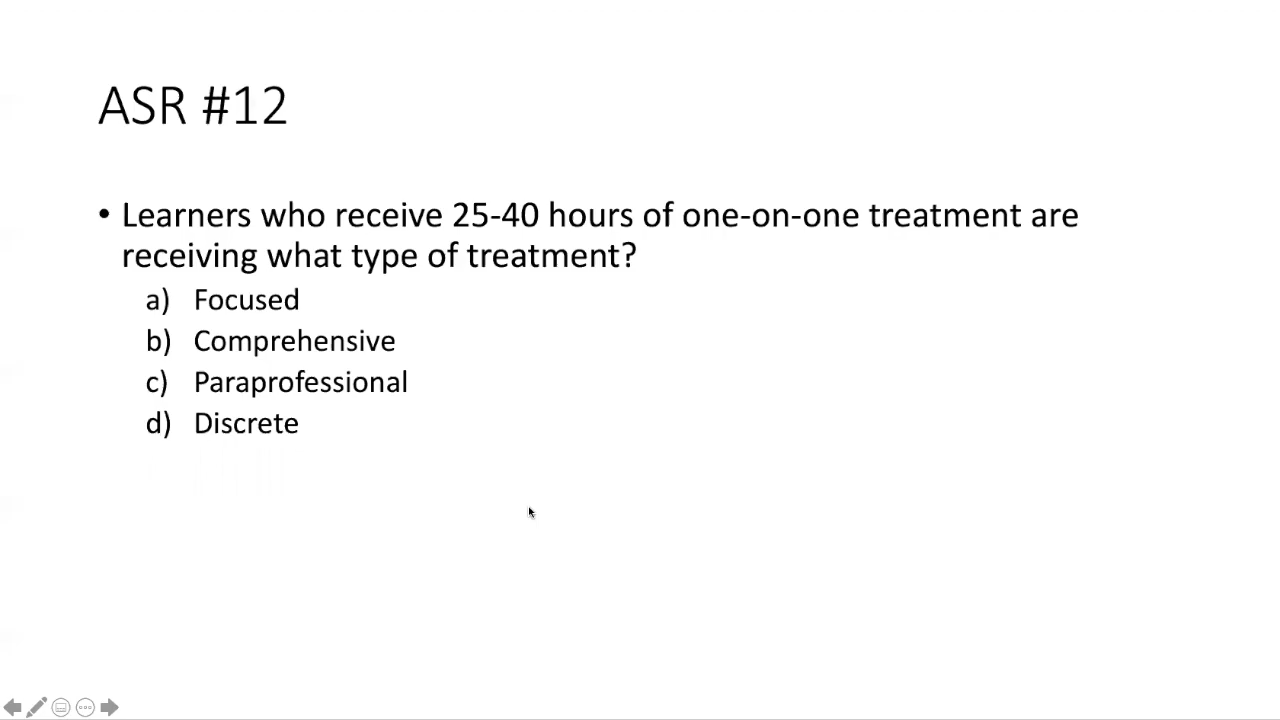 ASR #12
• Learners who receive 25-40 hours of one-on-one treatment are
receiving what type of treatment?
a) Focused
b) Comprehensive
c) Paraprofessional
d) Discrete